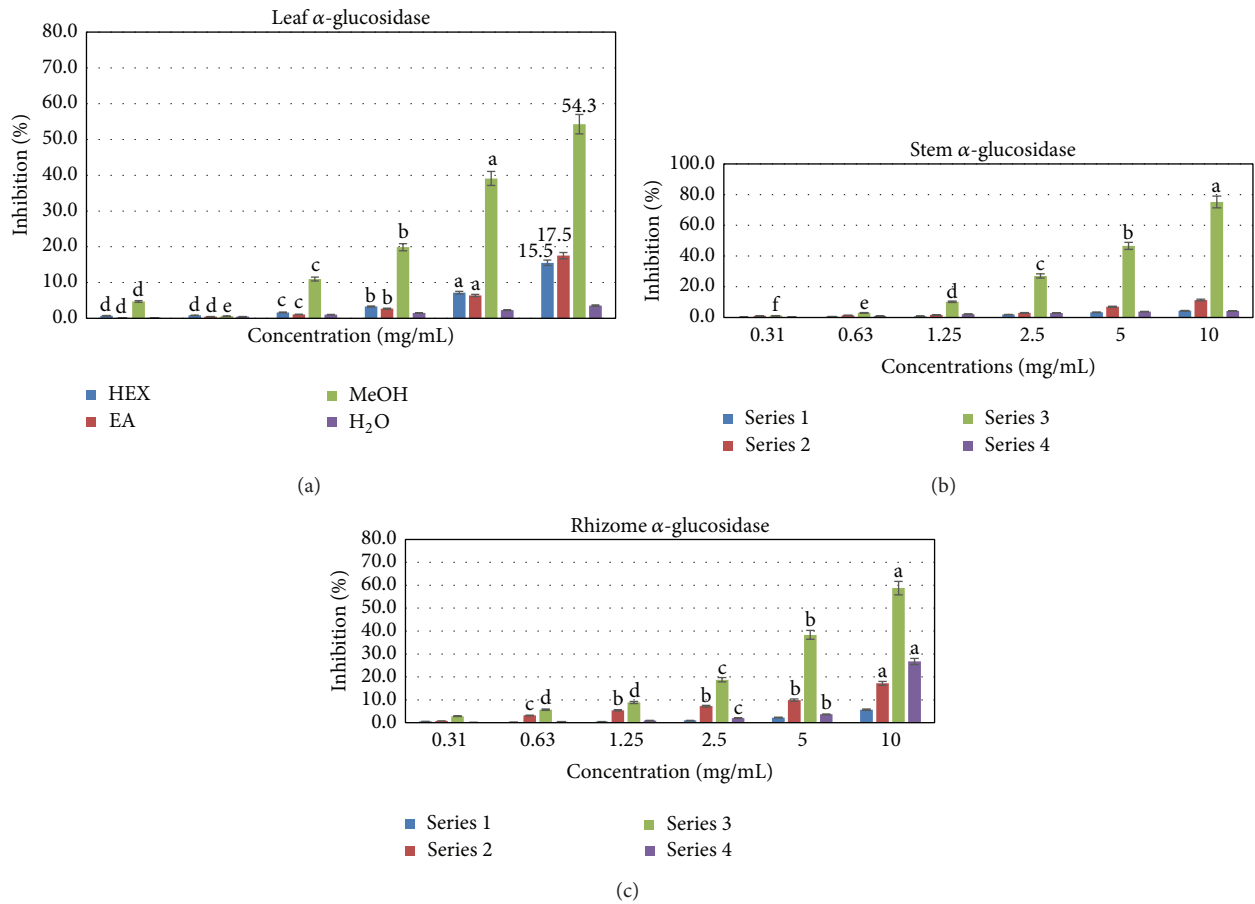 Leaf α-glucosidase
80.0
70.0
60.0
50.0
40.0
30.0
20.0
10.0
0.0
Inhibition (%)
d d d
d d e
c c c
b b b
a a a
15.5 17.5 54.3
Concentration (mg/mL)
HEX
EA
MeOH
H₂O
(a)
Stem α-glucosidase
100.0
80.0
60.0
40.0
20.0
0.0
Inhibition (%)
f e d c b a
0.31 0.63 1.25 2.5 5 10
Concentrations (mg/mL)
Series 1
Series 2
Series 3
Series 4
(b)
Rhizome α-glucosidase
80.0
70.0
60.0
50.0
40.0
30.0
20.0
10.0
0.0
Inhibition (%)
c d
b d
b c c
b b b
a a a
0.31 0.63 1.25 2.5 5 10
Concentration (mg/mL)
Series 1
Series 2
Series 3
Series 4
(c)